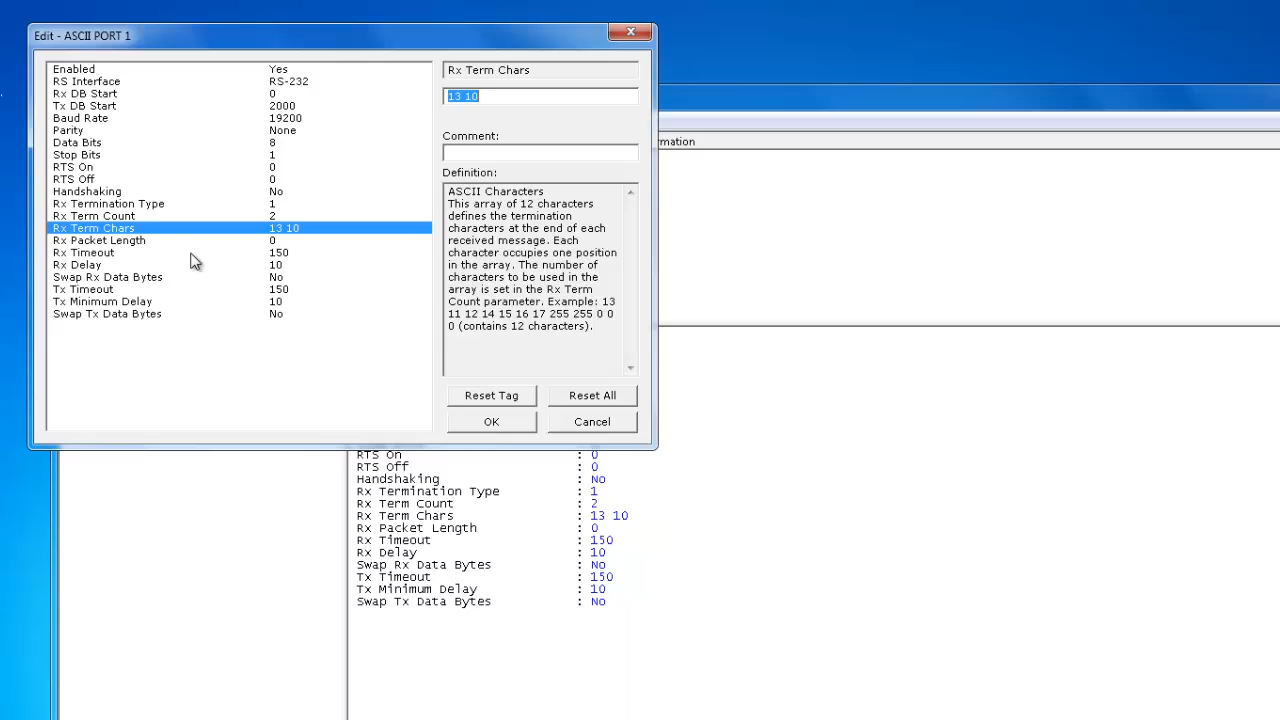 Edit - ASCII PORT 1
Enabled Yes
RS Interface RS-232
Rx DB Start 0
Tx DB Start 2000
Baud Rate 19200
Parity None
Data Bits 8
Stop Bits 1
RTS On 0
RTS Off 0
Handshaking No
Rx Termination Type 1
Rx Term Count 2
Rx Term Chars 13 10
Rx Packet Length 0
Rx Timeout 150
Rx Delay 10
Swap Rx Data Bytes No
Tx Timeout 150
Tx Minimum Delay 10
Swap Tx Data Bytes No
Rx Term Chars
13 10
Comment:
Definition:
ASCII Characters
This array of 12 characters
defines the termination
characters at the end of each
received message. Each
character occupies one position
in the array. The number of
characters to be used in the
array is set in the Rx Term
Count parameter. Example: 13
11 12 14 15 16 17 255 255 0 0
0 (contains 12 characters).
Reset Tag Reset All
OK Cancel
rmation
RTS On : 0
RTS Off : 0
Handshaking : No
Rx Termination Type : 1
Rx Term Count : 2
Rx Term Chars : 13 10
Rx Packet Length : 0
Rx Timeout : 150
Rx Delay : 10
Swap Rx Data Bytes : No
Tx Timeout : 150
Tx Minimum Delay : 10
Swap Tx Data Bytes : No